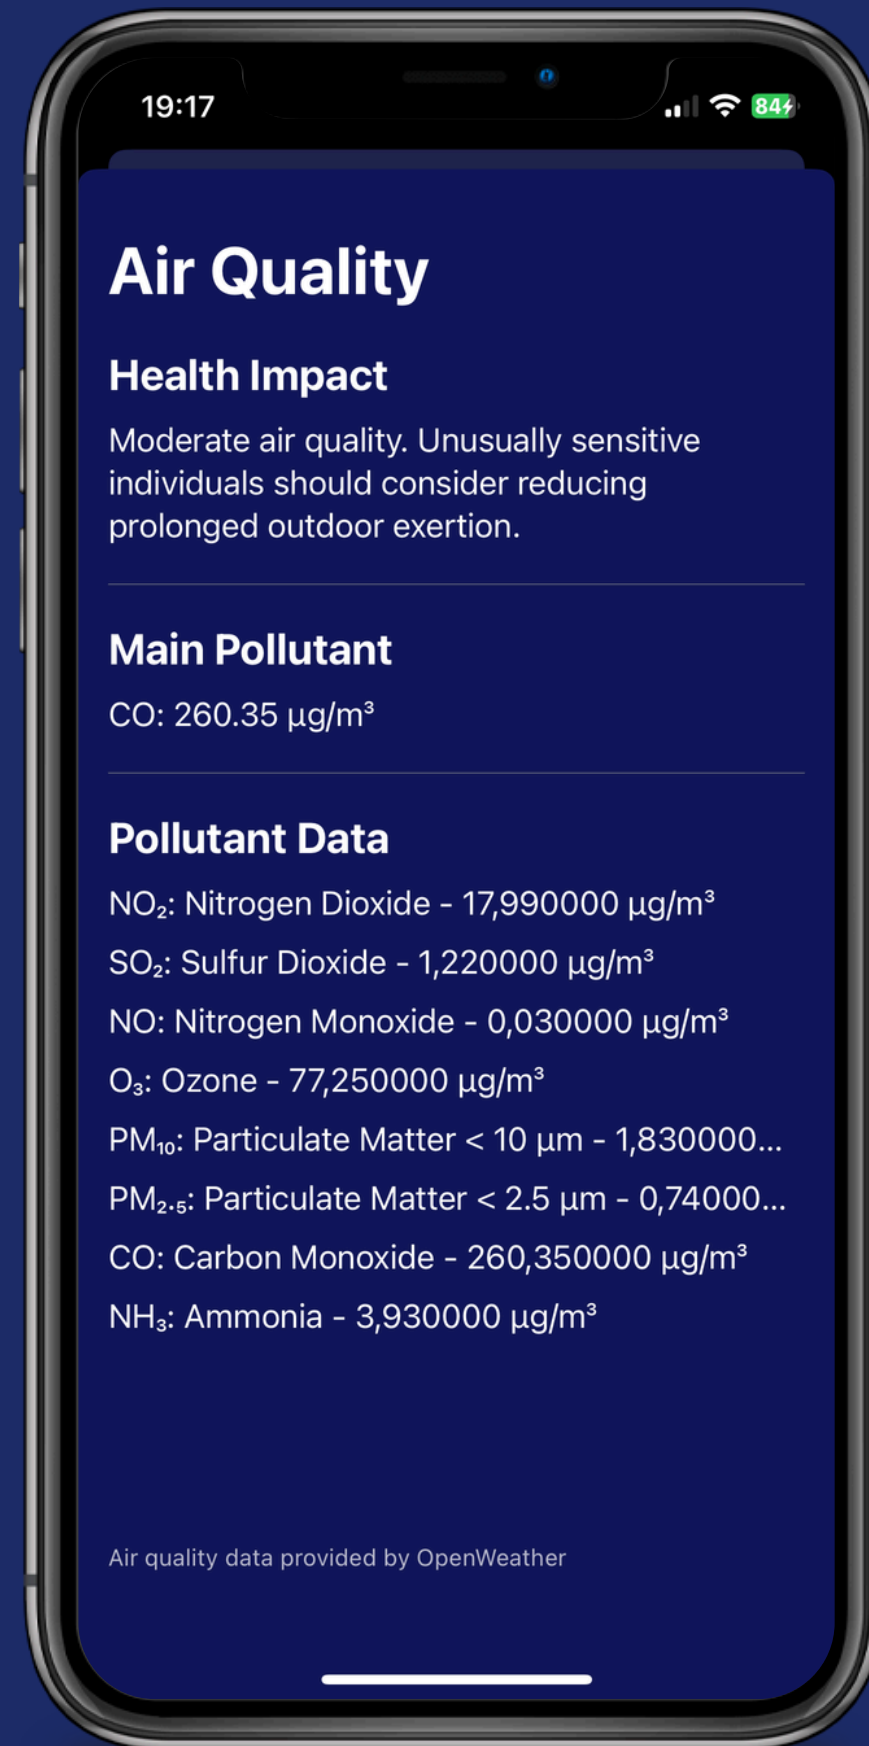 19:17
84
Air Quality
Health Impact
Moderate air quality. Unusually sensitive
individuals should consider reducing
prolonged outdoor exertion.
Main Pollutant
CO: 260.35 µg/m³
Pollutant Data
NO₂: Nitrogen Dioxide - 17,990000 µg/m³
SO₂: Sulfur Dioxide - 1,220000 µg/m³
NO: Nitrogen Monoxide - 0,030000 µg/m³
O₃: Ozone - 77,250000 µg/m³
PM₁₀: Particulate Matter < 10 µm - 1,830000...
PM₂.₅: Particulate Matter < 2.5 µm - 0,74000...
CO: Carbon Monoxide - 260,350000 µg/m³
NH₃: Ammonia - 3,930000 µg/m³
Air quality data provided by OpenWeather